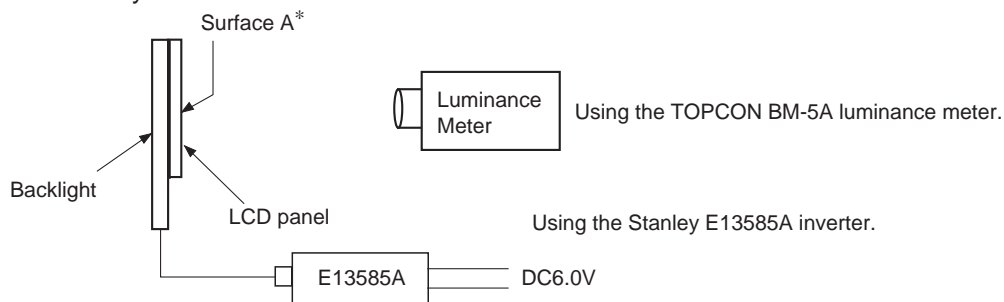 Surface A*
Luminance
Meter
Using the TOPCON BM-5A luminance meter.
Backlight
LCD panel
Using the Stanley E13585A inverter.
E13585A
DC6.0V